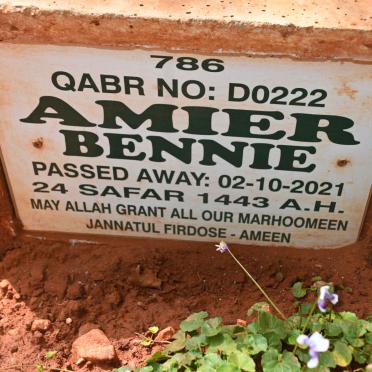 786
QABR NO: D0222
AMIER
BENNIE
PASSED AWAY: 02-10-2021
24 SAFAR 1443 A.H.
MAY ALLAH GRANT ALL OUR MARHOOMEEN
JANNATUL FIRDOSE - AMEEN